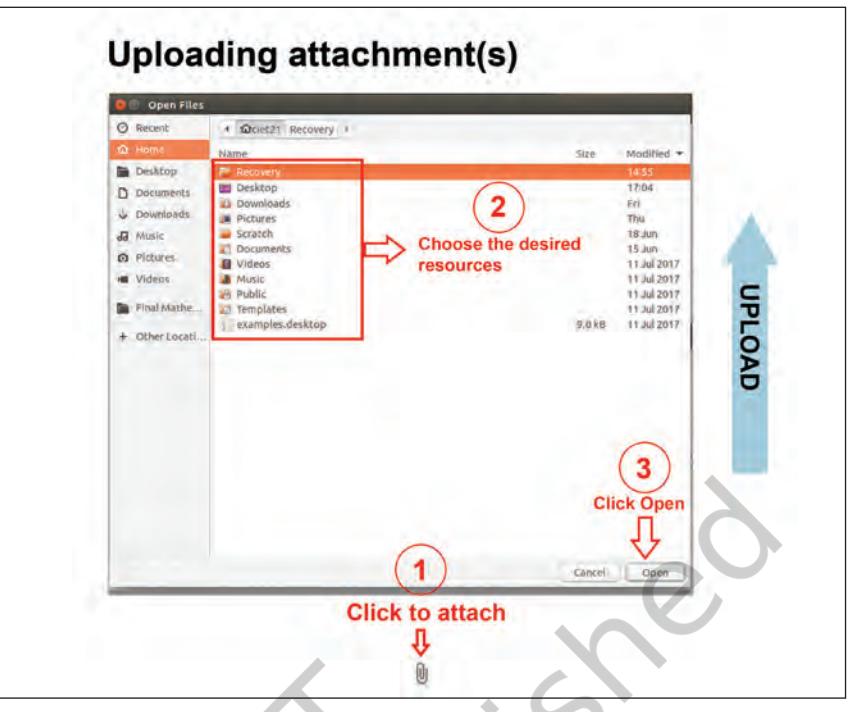 Uploading attachment(s)
Open Files
Recent
Home
Desktop
Documents
Downloads
Music
Pictures
Videos
Final Mathe...
+ Other Locati...
ciet21 Recovery
Name Size Modified
Recovery 14:55
Desktop 17:04
Downloads Fri
Pictures Thu
Scratch 18 Jun
Documents 15 Jun
Videos 11 Jul 2017
Music 11 Jul 2017
Public 11 Jul 2017
Templates 11 Jul 2017
examples.desktop 9.0 kB 11 Jul 2017
2
Choose the desired
resources
UPLOAD
3
Click Open
Cancel Open
1
Click to attach